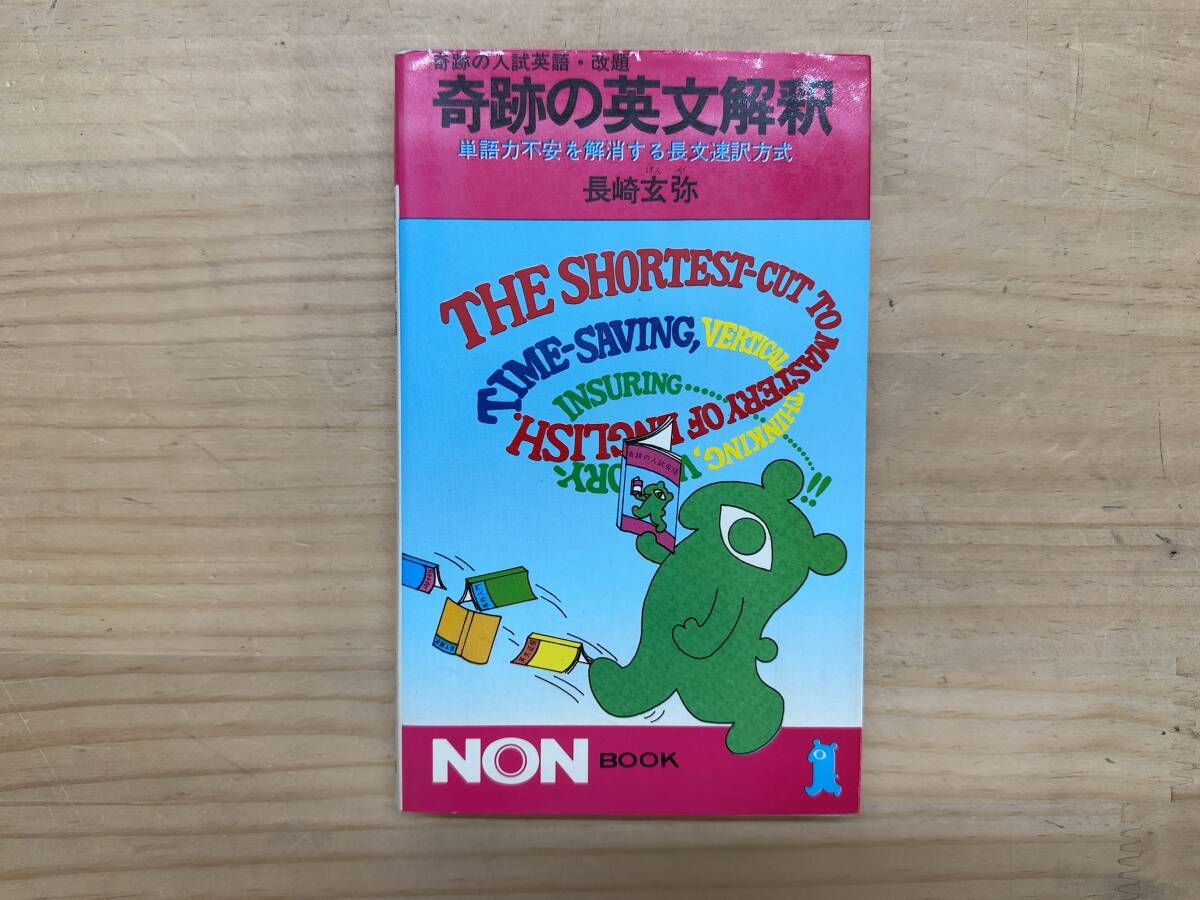 奇跡の入試英語・改題
奇跡の英文解釈
単語力不安を解消する長文速訳方式
げんや
長崎玄弥
THE SHORTEST-CUT TO MASTERY OF ENGLISH.
TIME-SAVING, VERTICAL THINKING,
INSURING……………!!
奇跡の入試英語
NON BOOK